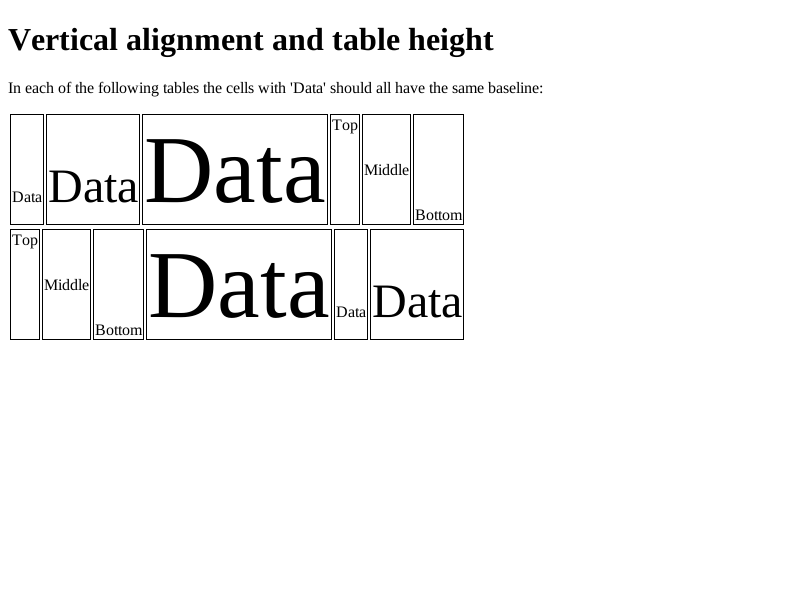 Vertical alignment and table height
In each of the following tables the cells with 'Data' should all have the same baseline:
Data Data Data Top Middle Bottom
Top Middle Bottom Data Data Data